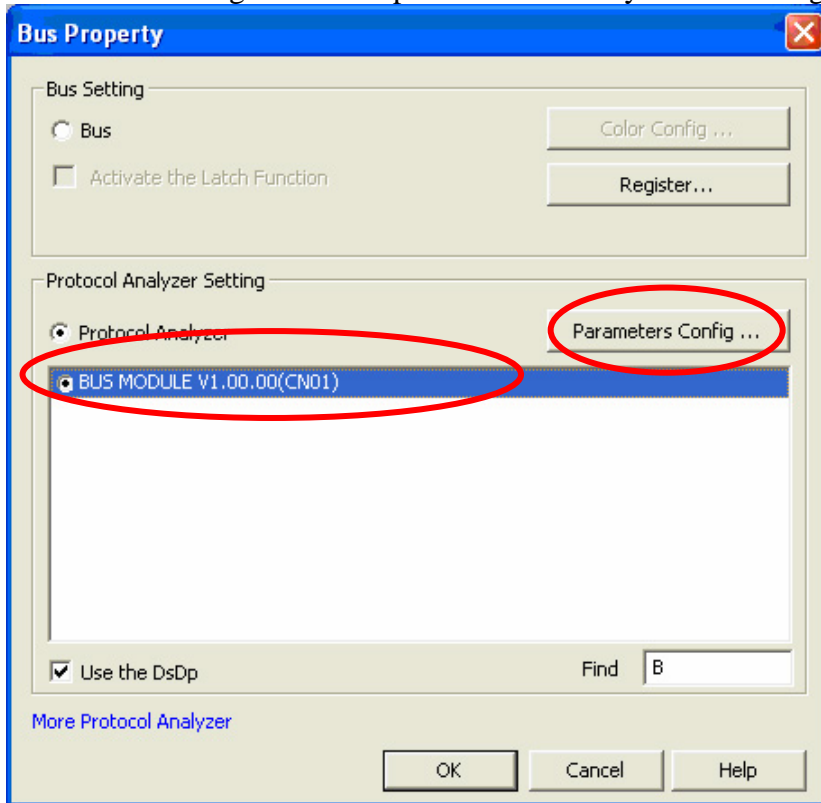 Bus Property
Bus Setting
Bus
Color Config ...
Activate the Latch Function
Register...
Protocol Analyzer Setting
Protocol Analyzer
Parameters Config ...
BUS MODULE V1.00.00(CN01)
Use the DsDp
Find B
More Protocol Analyzer
OK Cancel Help